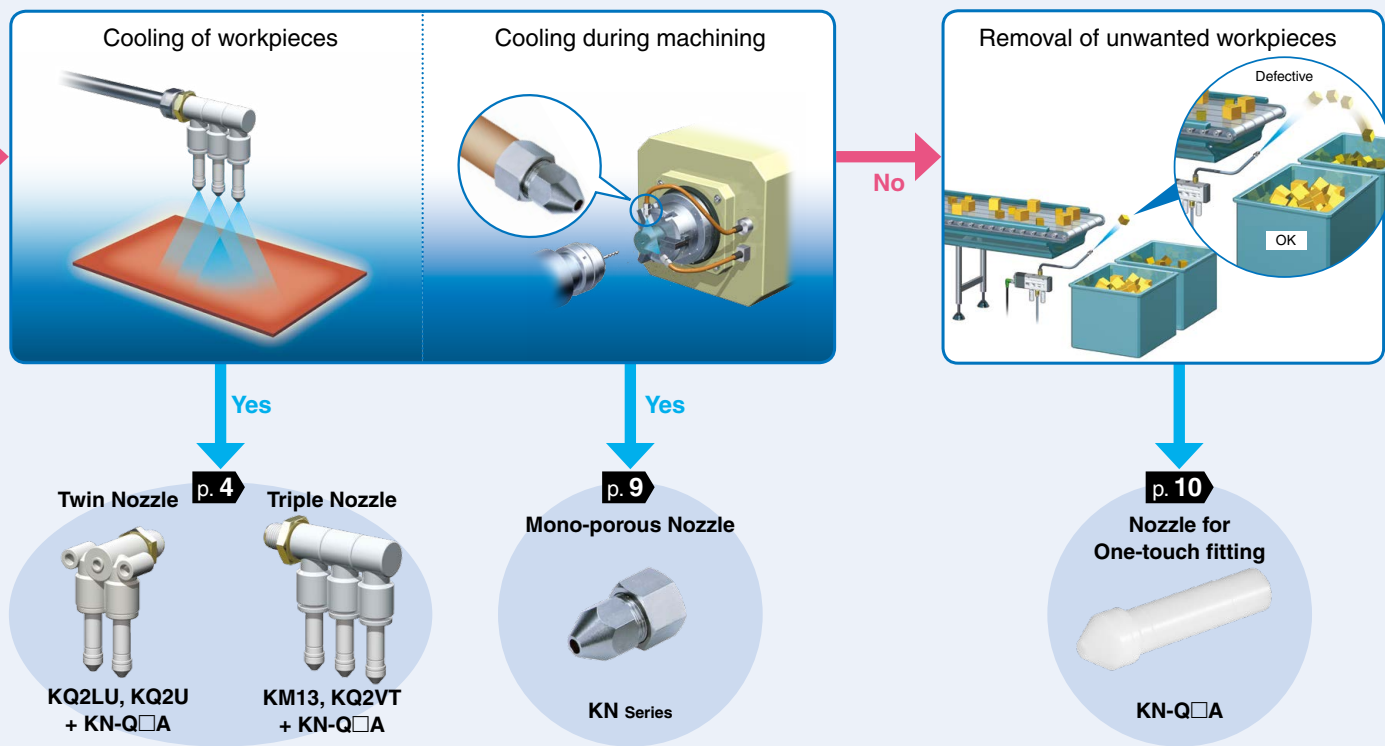 Cooling of workpieces
Cooling during machining
No
Removal of unwanted workpieces
Defective
OK
Yes
Yes
p. 4
Twin Nozzle
Triple Nozzle
KQ2LU, KQ2U
+ KN-Q□A
KM13, KQ2VT
+ KN-Q□A
p. 9
Mono-porous Nozzle
KN Series
p. 10
Nozzle for
One-touch fitting
KN-Q□A